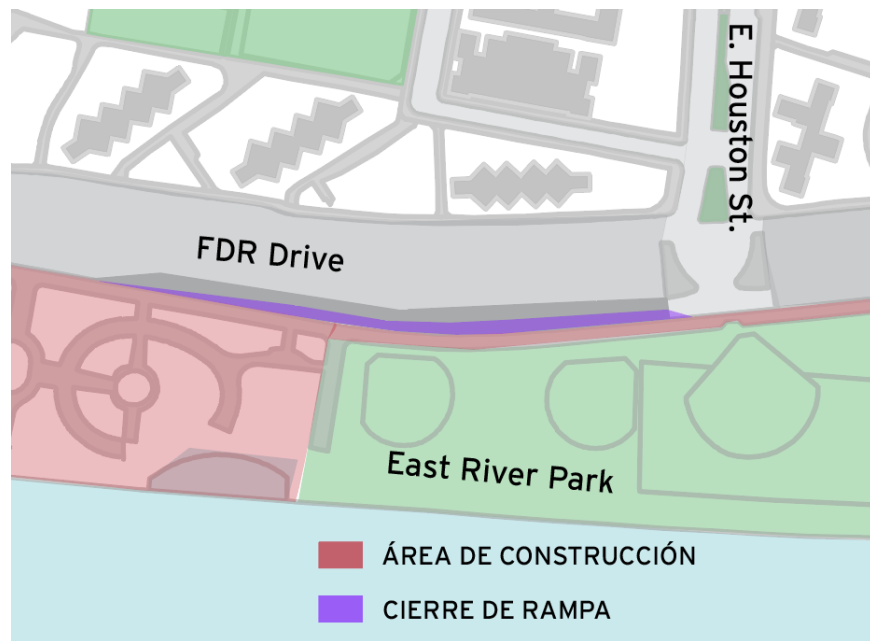 E. Houston St.
FDR Drive
East River Park
ÁREA DE CONSTRUCCIÓN
CIERRE DE RAMPA